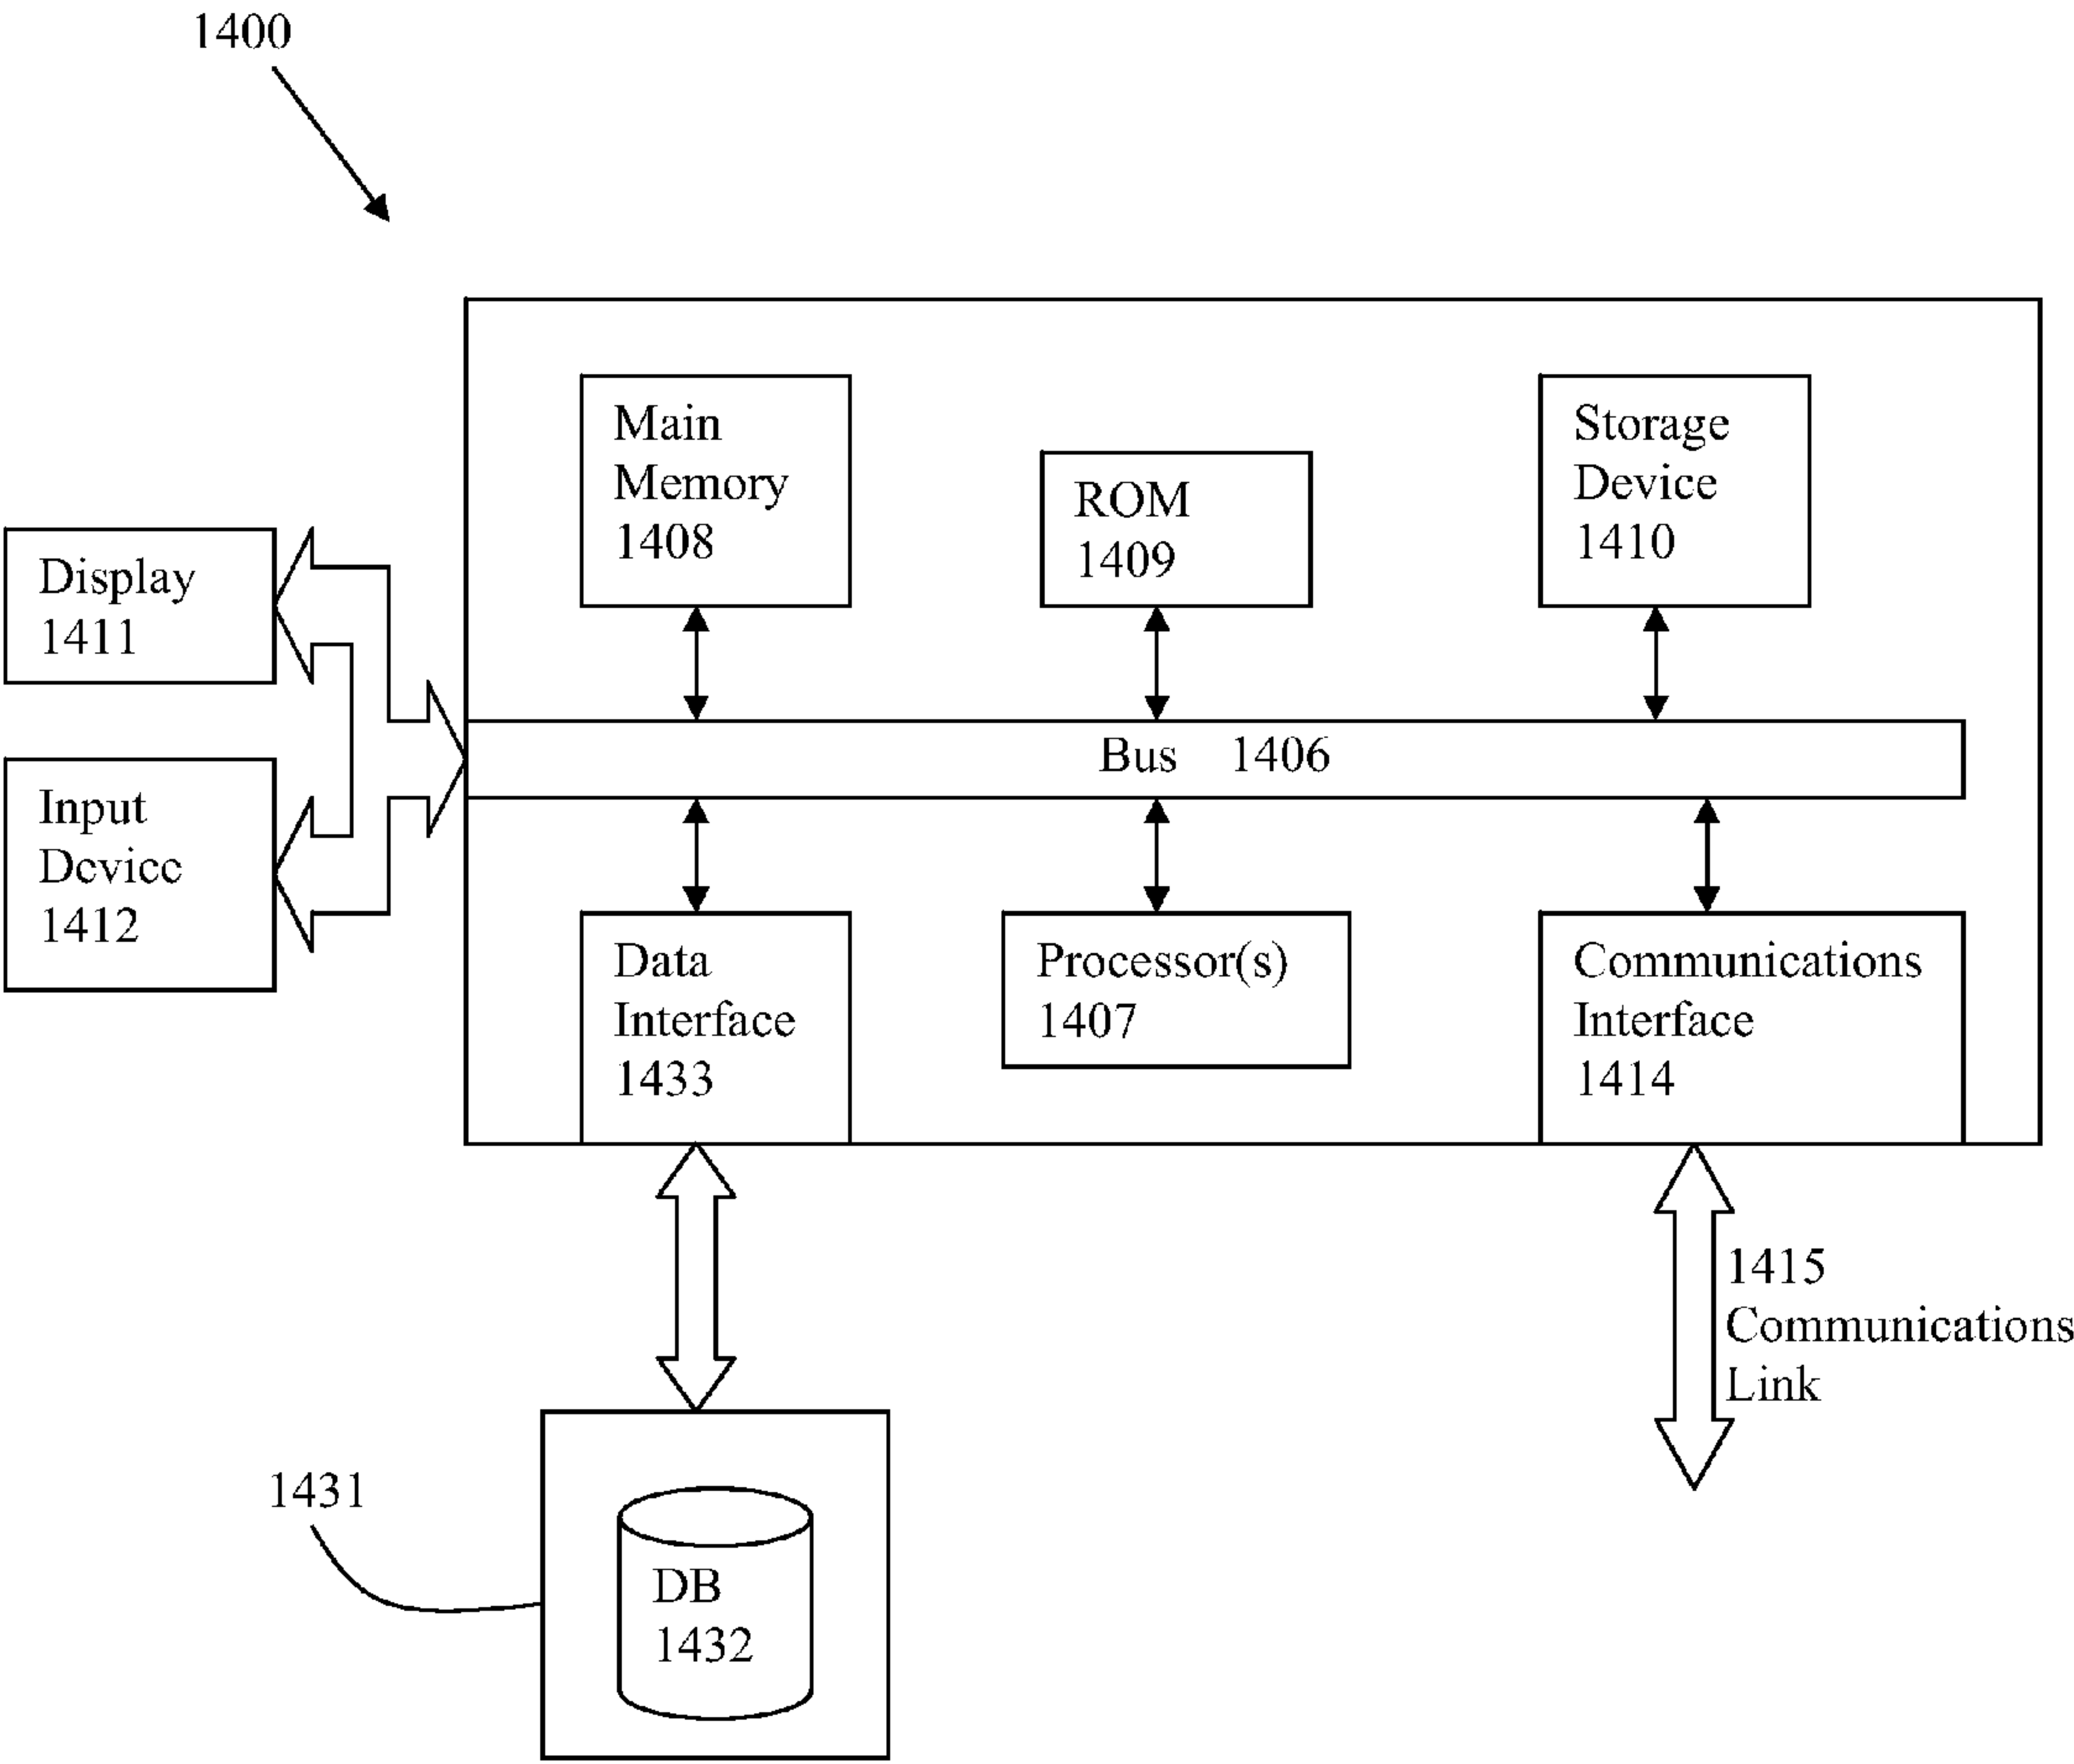 1400
Main
Memory
1408
ROM
1409
Storage
Device
1410
Display
1411
Input
Device
1412
Bus 1406
Data
Interface
1433
Processor(s)
1407
Communications
Interface
1414
1415
Communications
Link
1431
DB
1432